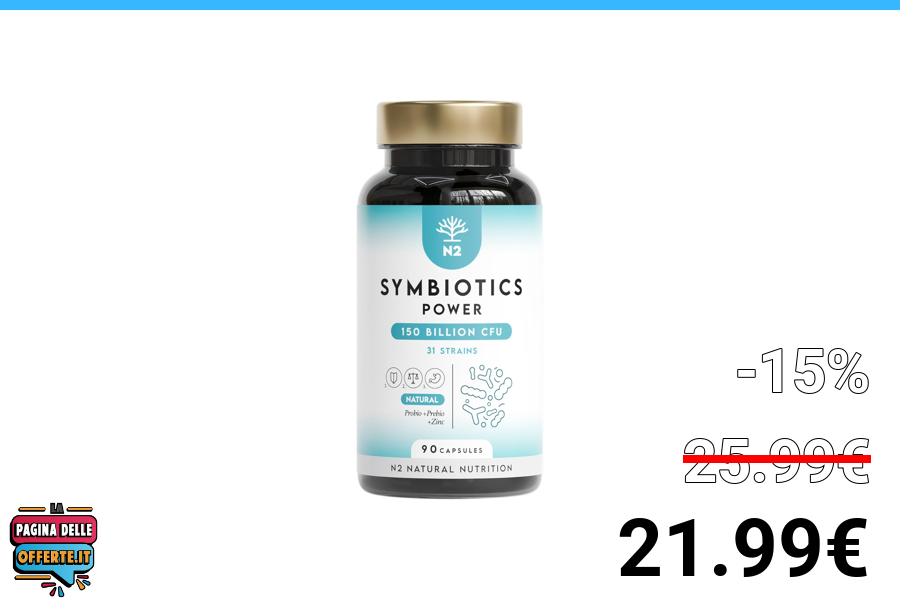 N2
SYMBIOTICS
POWER
150 BILLION CFU
31 STRAINS
NATURAL
Probio + Prebio
+ Zinc
90 CAPSULES
N2 NATURAL NUTRITION
-15%
25.99€
21.99€
LA
PAGINA DELLE
OFFERTE.IT